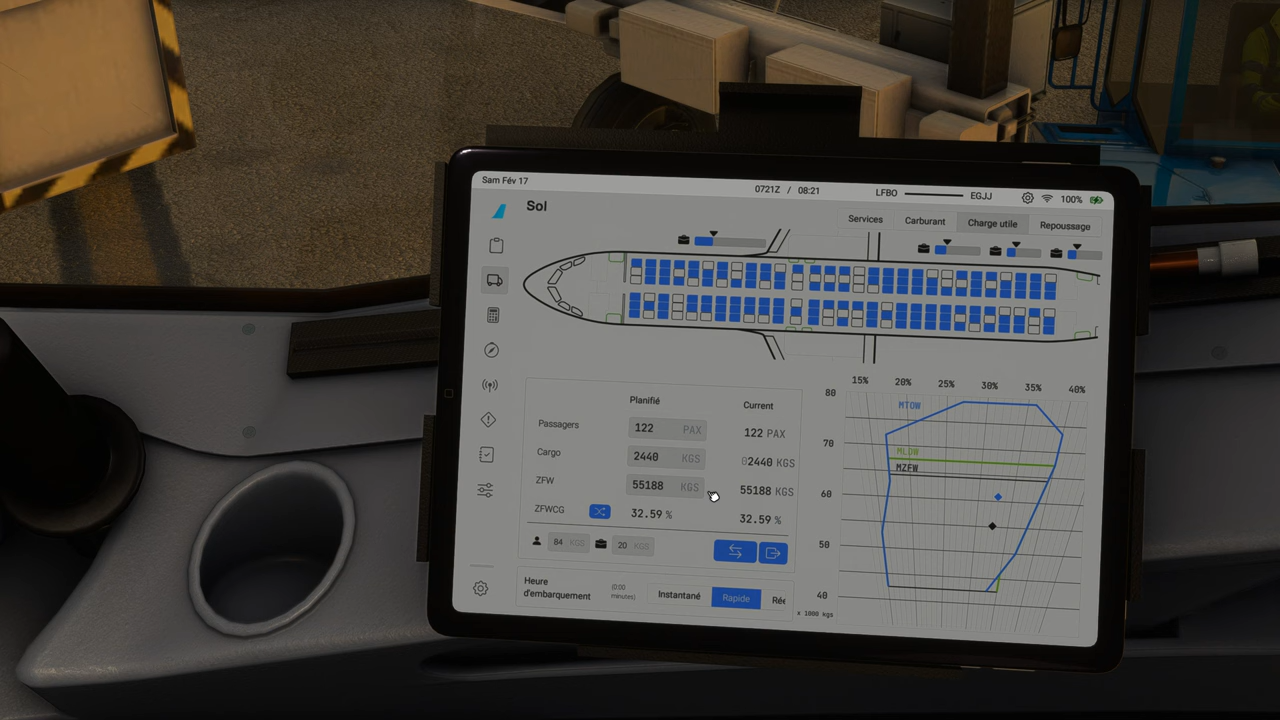 Sam Fév 17
0721Z / 08:21
LFBO
EGJJ
100%
Sol
Services
Carburant
Charge utile
Repoussage
Planifié
Current
Passagers
122 PAX
122 PAX
Cargo
2440 KGS
02440 KGS
ZFW
55188 KGS
55188 KGS
ZFWCG
32.59 %
32.59 %
84 KGS
20 KGS
Heure d'embarquement
(0:00 minutes)
Instantané
Rapide
Rée
15% 20% 25% 30% 35% 40%
80
70
60
50
40
x 1000 kgs
MTOW
MLDW
MZFW